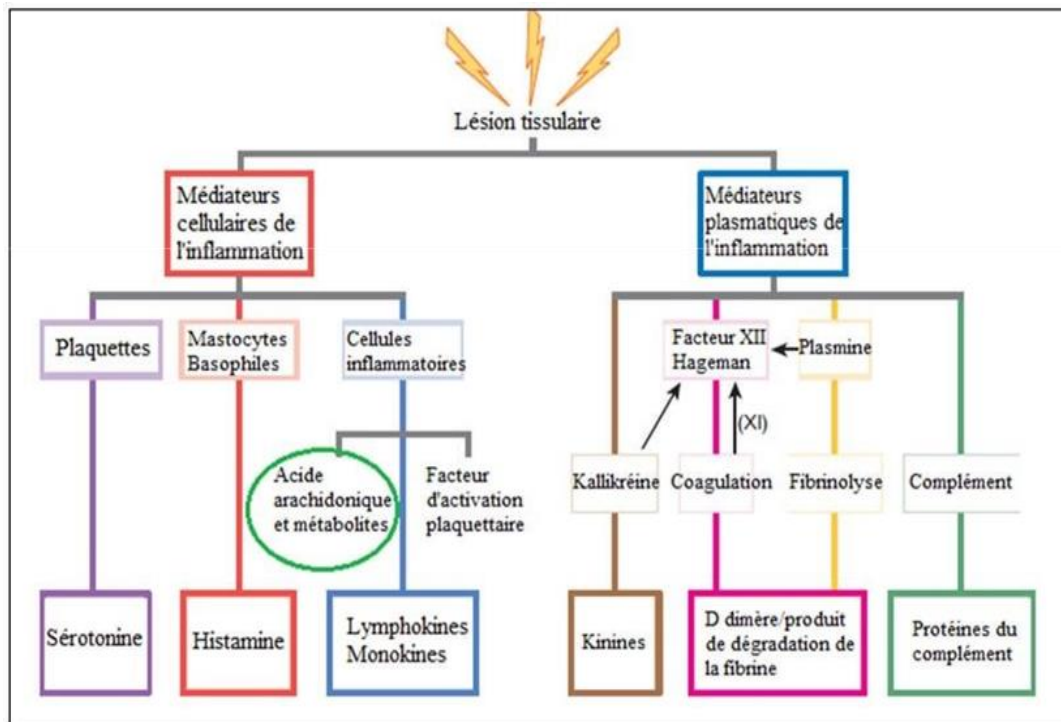 Lésion tissulaire
Médiateurs
cellulaires de
l'inflammation
Médiateurs
plasmatiques de
l'inflammation
Plaquettes
Mastocytes
Basophiles
Cellules
inflammatoires
Facteur XII
Hageman
Plasmine
(XI)
Acide
arachidonique
et métabolites
Facteur
d'activation
plaquettaire
Kallikréine
Coagulation
Fibrinolyse
Complément
Sérotonine
Histamine
Lymphokines
Monokines
Kinines
D dimère/produit
de dégradation de
la fibrine
Protéines du
complément